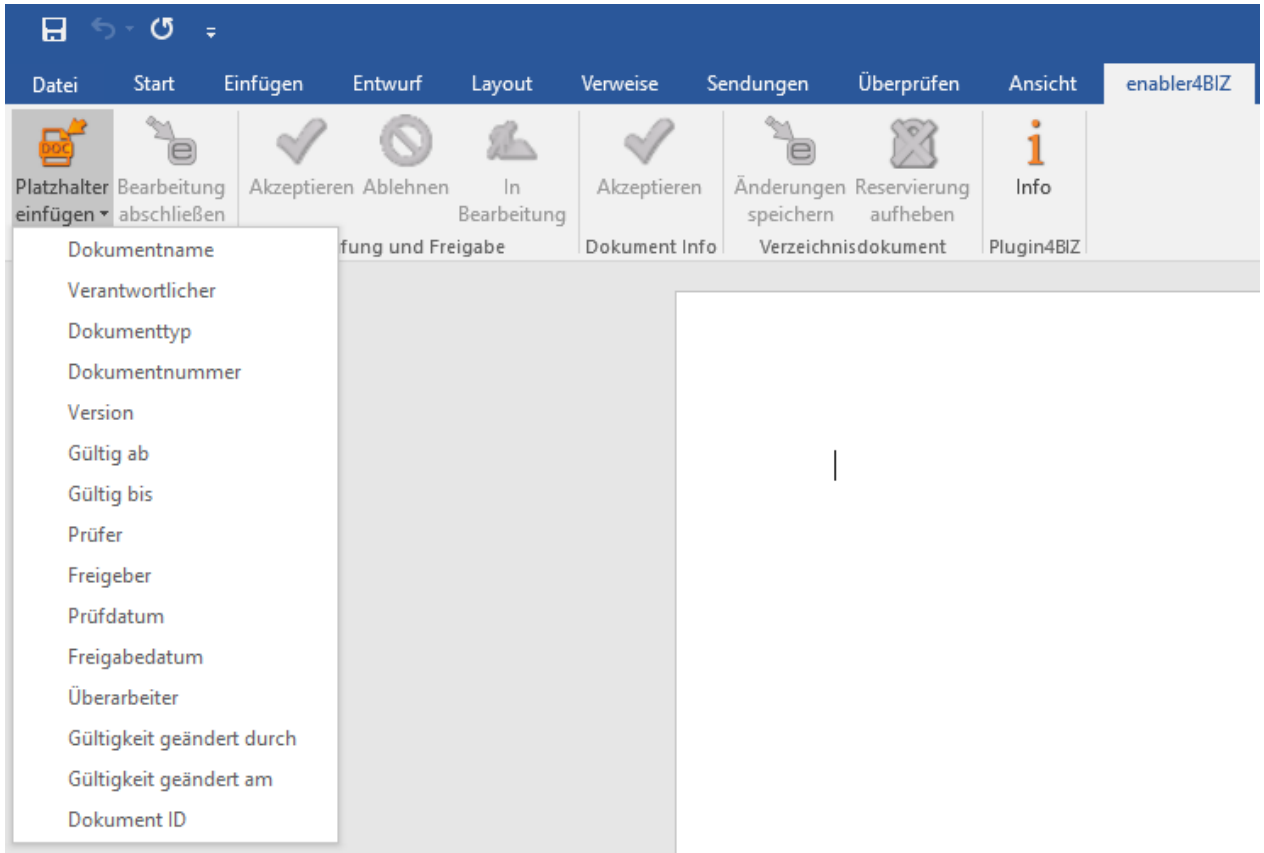 Datei Start Einfügen Entwurf Layout Verweise Sendungen Überprüfen Ansicht enabler4BIZ
DOC e e i
Platzhalter Bearbeitung Akzeptieren Ablehnen In Akzeptieren Änderungen Reservierung Info
einfügen abschließen Bearbeitung speichern aufheben
fung und Freigabe Dokument Info Verzeichnisdokument Plugin4BIZ
Dokumentname
Verantwortlicher
Dokumenttyp
Dokumentnummer
Version
Gültig ab
Gültig bis
Prüfer
Freigeber
Prüfdatum
Freigabedatum
Überarbeiter
Gültigkeit geändert durch
Gültigkeit geändert am
Dokument ID